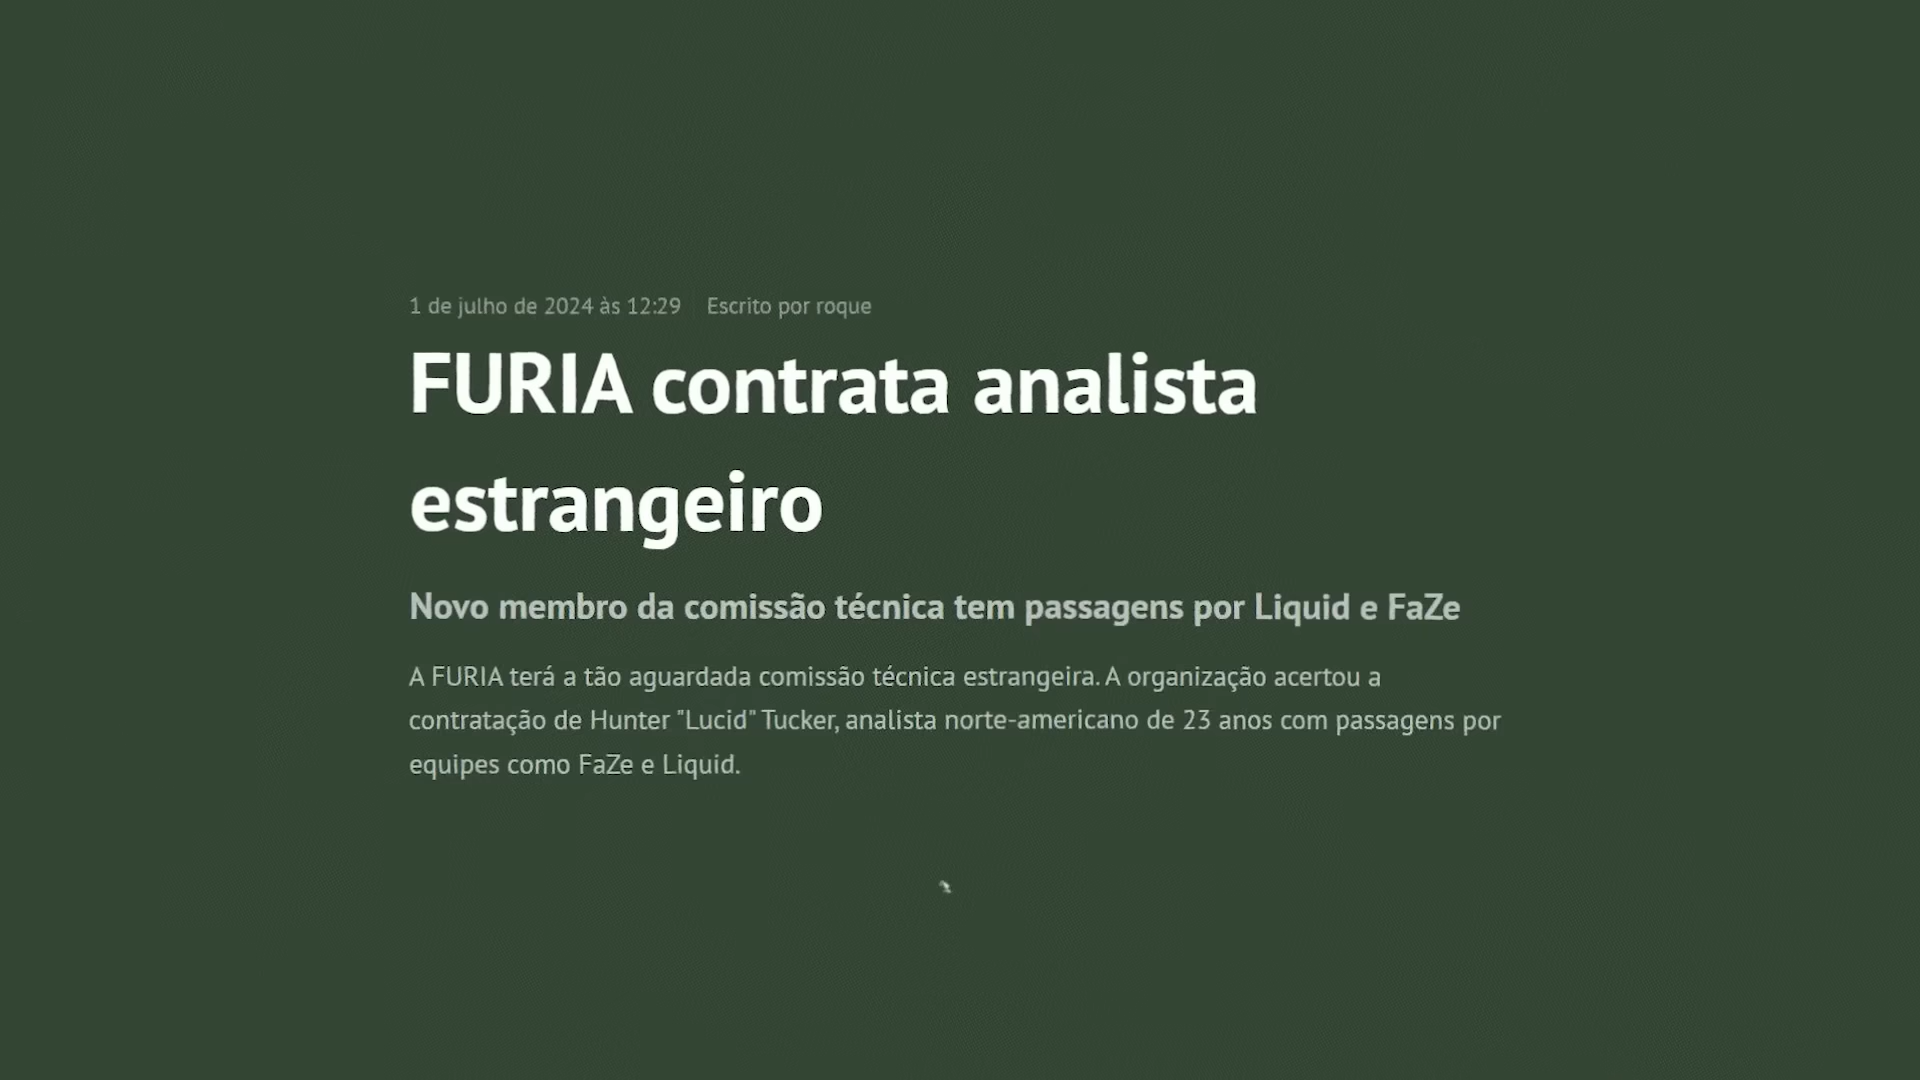 1 de julho de 2024 às 12:29 Escrito por roque
FURIA contrata analista
estrangeiro
Novo membro da comissão técnica tem passagens por Liquid e FaZe
A FURIA terá a tão aguardada comissão técnica estrangeira. A organização acertou a
contratação de Hunter "Lucid" Tucker, analista norte-americano de 23 anos com passagens por
equipes como FaZe e Liquid.